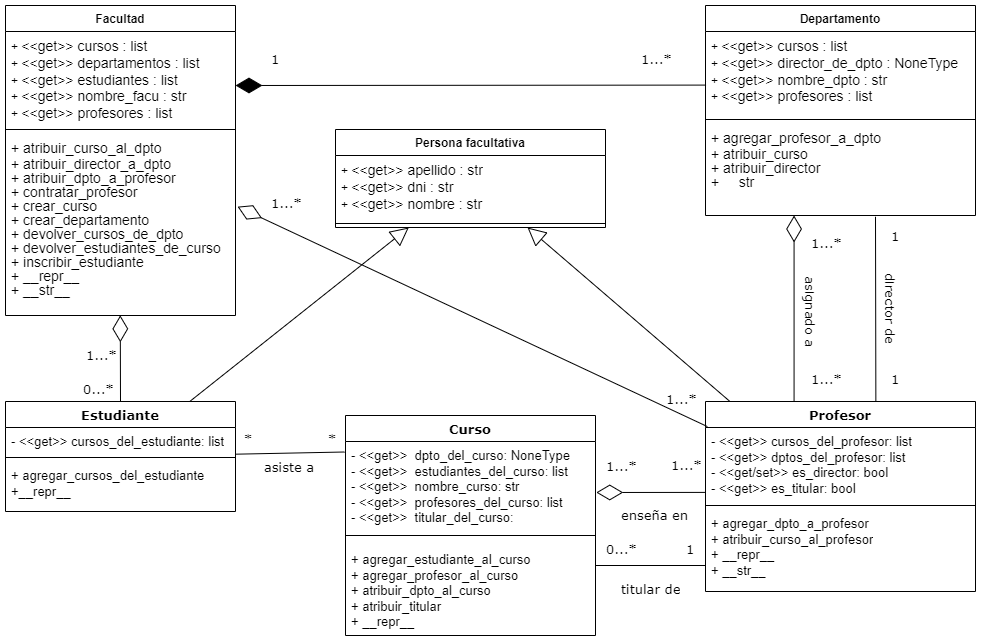 Facultad
+ <<get>> cursos : list
+ <<get>> departamentos : list
+ <<get>> estudiantes : list
+ <<get>> nombre_facu : str
+ <<get>> profesores : list
+ atribuir_curso_al_dpto
+ atribuir_director_a_dpto
+ atribuir_dpto_a_profesor
+ contratar_profesor
+ crear_curso
+ crear_departamento
+ devolver_cursos_de_dpto
+ devolver_estudiantes_de_curso
+ inscribir_estudiante
+ __repr__
+ __str__
1
1...*
Departamento
+ <<get>> cursos : list
+ <<get>> director_de_dpto : NoneType
+ <<get>> nombre_dpto : str
+ <<get>> profesores : list
+ agregar_profesor_a_dpto
+ atribuir_curso
+ atribuir_director
+ str
Persona facultativa
+ <<get>> apellido : str
+ <<get>> dni : str
+ <<get>> nombre : str
1...*
1...*
1...*
asignado a
1...*
1
director de
1
1...*
0...*
Estudiante
- <<get>> cursos_del_estudiante: list
+ agregar_cursos_del_estudiante
+__repr__
*
*
asiste a
Curso
- <<get>> dpto_del_curso: NoneType
- <<get>> estudiantes_del_curso: list
- <<get>> nombre_curso: str
- <<get>> profesores_del_curso: list
- <<get>> titular_del_curso:
+ agregar_estudiante_al_curso
+ agregar_profesor_al_curso
+ atribuir_dpto_al_curso
+ atribuir_titular
+ __repr__
1...*
1...*
enseña en
0...*
1
titular de
Profesor
- <<get>> cursos_del_profesor: list
- <<get>> dptos_del_profesor: list
- <<get/set>> es_director: bool
- <<get>> es_titular: bool
+ agregar_dpto_a_profesor
+ atribuir_curso_al_profesor
+ __repr__
+ __str__